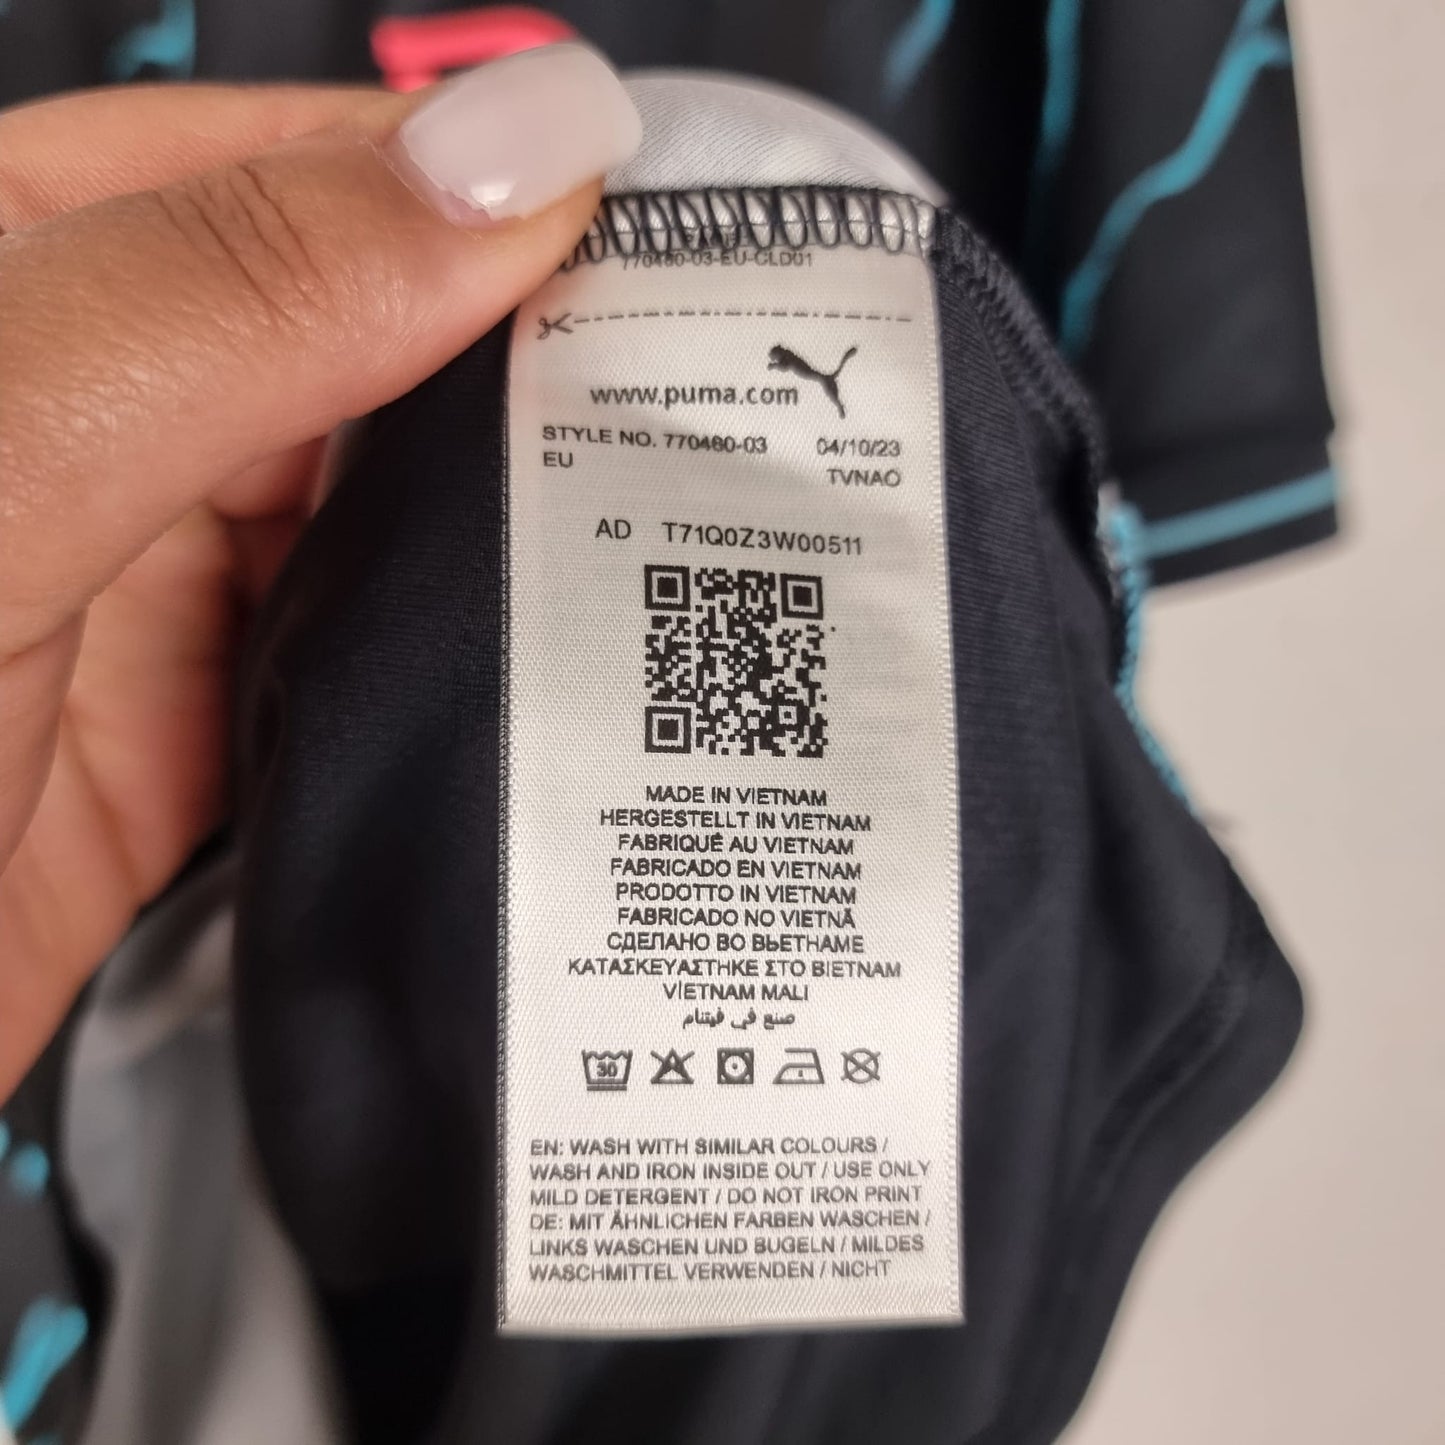 770480-03-EU-CLD01
www.puma.com
STYLE NO. 770480-03 04/10/23
EU TVNAO
AD T71Q0Z3W00511
MADE IN VIETNAM
HERGESTELLT IN VIETNAM
FABRIQUÉ AU VIETNAM
FABRICADO EN VIETNAM
PRODOTTO IN VIETNAM
FABRICADO NO VIETNÃ
СДЕЛАНО ВО ВЬЕТНАМЕ
ΚΑΤΑΣΚΕΥΑΣΤΗΚΕ ΣΤΟ ΒΙΕΤΝΑΜ
VİETNAM MALI
صنع في فيتنام
30
EN: WASH WITH SIMILAR COLOURS /
WASH AND IRON INSIDE OUT / USE ONLY
MILD DETERGENT / DO NOT IRON PRINT
DE: MIT ÄHNLICHEN FARBEN WASCHEN /
LINKS WASCHEN UND BÜGELN / MILDES
WASCHMITTEL VERWENDEN / NICHT